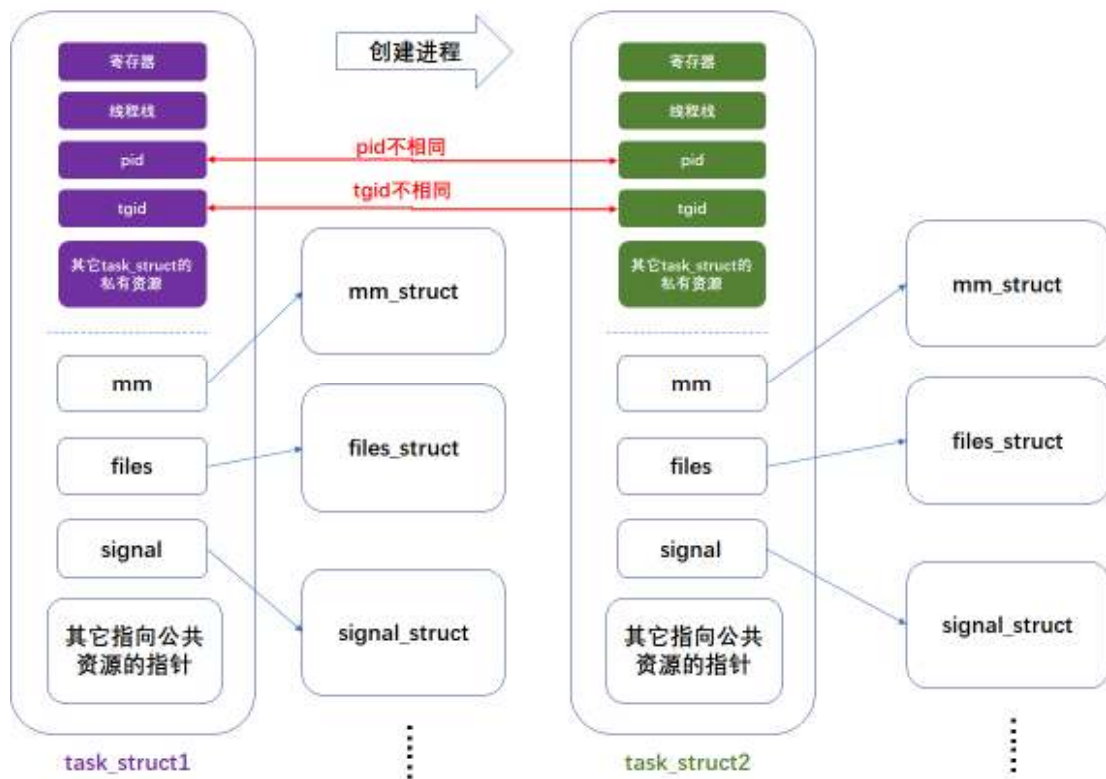 创建进程
寄存器
线程栈
pid
tgid
其它task_struct的
私有资源
mm
files
signal
其它指向公共
资源的指针
task_struct1
mm_struct
files_struct
signal_struct
pid不相同
tgid不相同
寄存器
线程栈
pid
tgid
其它task_struct的
私有资源
mm
files
signal
其它指向公共
资源的指针
task_struct2
mm_struct
files_struct
signal_struct